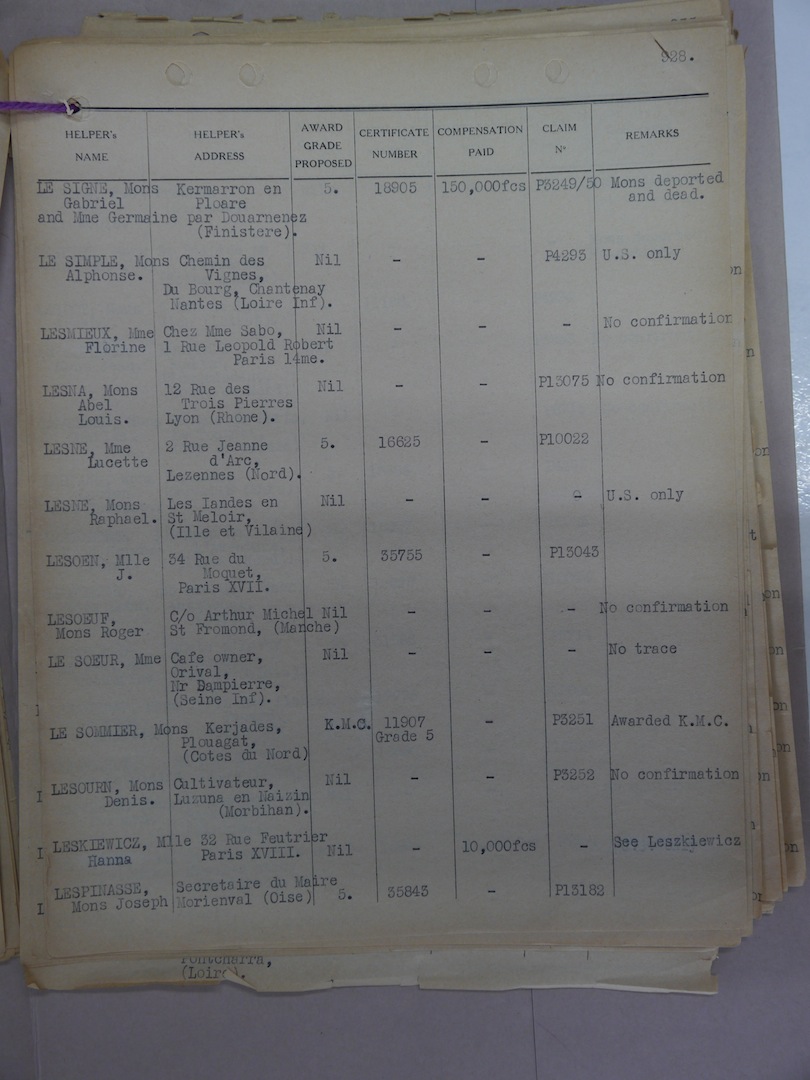 928.
HELPER's NAME HELPER's ADDRESS AWARD GRADE PROPOSED CERTIFICATE NUMBER COMPENSATION PAID CLAIM Nº REMARKS
LE SIGNE, Mons Kermarron en 5. 18905 150,000fcs P3249/50 Mons deported
Gabriel Ploare and dead.
and Mme Germaine par Douarnenez
(Finistere).
LE SIMPLE, Mons Chemin des Nil - - P4293 U.S. only
Alphonse. Vignes,
Du Bourg, Chantenay
Nantes (Loire Inf).
LESMIEUX, Mme Chez Mme Sabo, Nil - - - No confirmation
Florine 1 Rue Leopold Robert
Paris 14me.
LESNA, Mons 12 Rue des Nil - - P13075 No confirmation
Abel Trois Pierres
Louis. Lyon (Rhone).
LESNE, Mme 2 Rue Jeanne 5. 16625 - P10022
Lucette d'Arc,
Lezennes (Nord).
LESNE, Mons Les Landes en Nil - - - U.S. only
Raphael. St Meloir,
(Ille et Vilaine)
LESOEN, Mlle 34 Rue du 5. 35755 - P13043
J. Moquet,
Paris XVII.
LESOEUF, C/o Arthur Michel Nil - - - No confirmation
Mons Roger St Fromond, (Manche)
LE SOEUR, Mme Cafe owner, Nil - - - No trace
Orival,
Nr Dampierre,
(Seine Inf).
LE SOMMIER, Mons Kerjades, K.M.C. 11907 - P3251 Awarded K.M.C.
Plouagat, Grade 5
(Cotes du Nord)
LESOURN, Mons Cultivateur, Nil - - P3252 No confirmation
Denis. Luzuna en Naizin
(Morbihan).
LESKIEWICZ, Mlle 32 Rue Feutrier Nil - 10,000fcs - See Leszkiewicz
Hanna Paris XVIII.
LESPINASSE, Secretaire du Maire 5. 35843 - P13182
Mons Joseph Morienval (Oise)
Pontcharra,
(Loire).